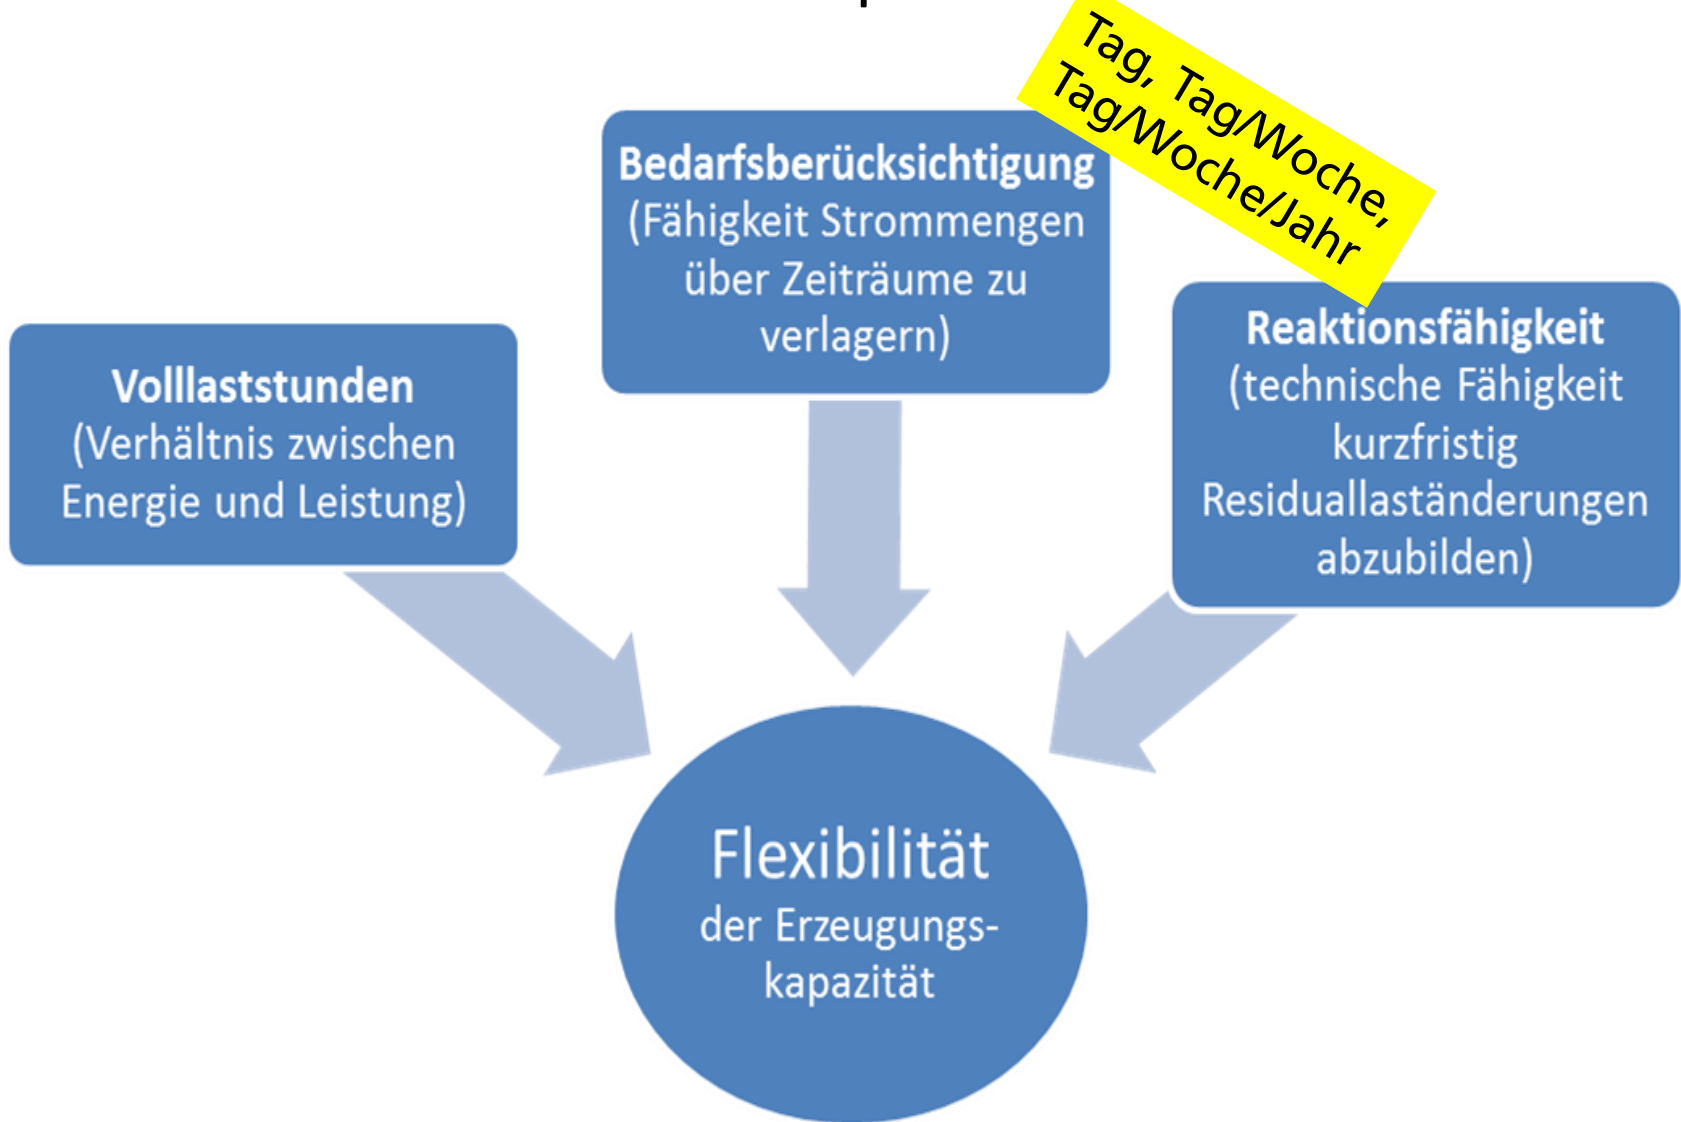 Tag, Tag/Woche,
Tag/Woche/Jahr
Bedarfsberücksichtigung
(Fähigkeit Strommengen
über Zeiträume zu
verlagern)
Volllaststunden
(Verhältnis zwischen
Energie und Leistung)
Reaktionsfähigkeit
(technische Fähigkeit
kurzfristig
Residuallaständerungen
abzubilden)
Flexibilität
der Erzeugungs-
kapazität